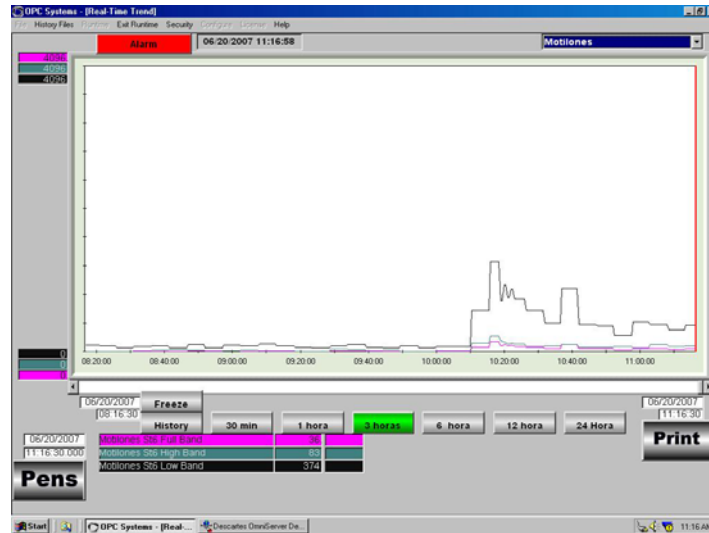 OPC Systems - [Real-Time Trend]
File History Files Runtime Exit Runtime Security Configure License Help
Alarm 06/20/2007 11:16:58 Motilones
4096
4096
4096
0
0
0
08:20:00 08:40:00 09:00:00 09:20:00 09:40:00 10:00:00 10:20:00 10:40:00 11:00:00
06/20/2007 Freeze 06/20/2007
08:16:30 11:16:30
History 30 min 1 hora 3 horas 6 hora 12 hora 24 Hora Print
06/20/2007 Motilones St6 Full Band 36
11:16:30.000 Motilones St6 High Band 83
Motilones St6 Low Band 374
Pens
Start OPC Systems - [Real-... Descartes OmniServer De... 11:16 AM